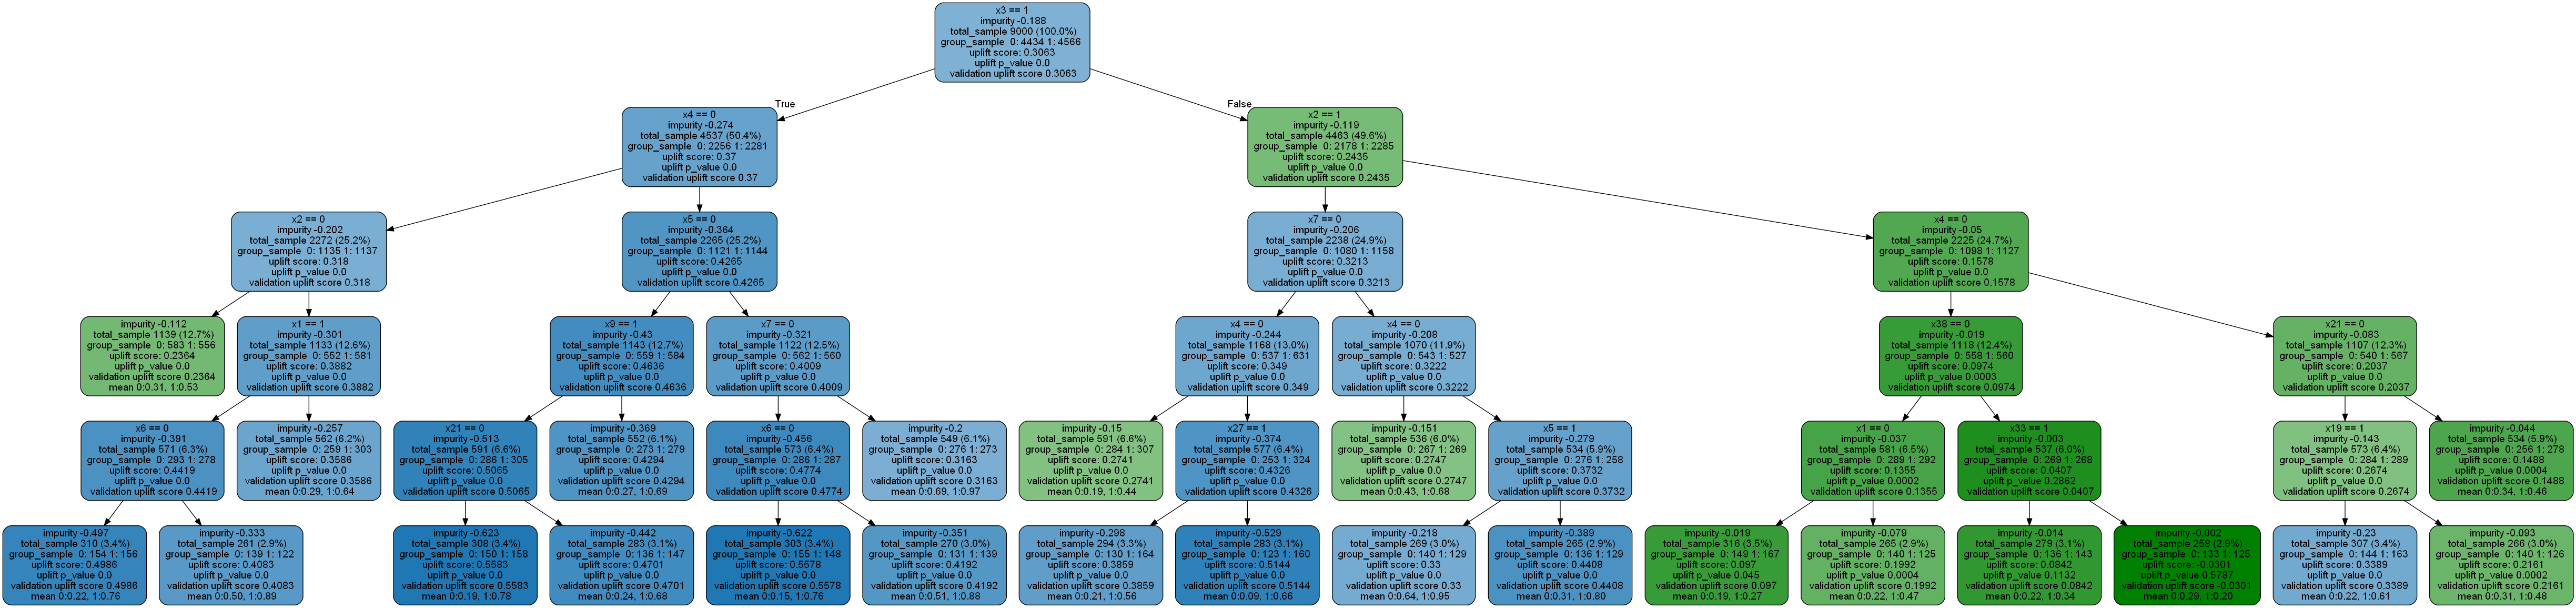 x3 == 1
impurity -0.188
total_sample 9000 (100.0%)
group_sample 0: 4434 1: 4566
uplift score: 0.3063
uplift p_value 0.0
validation uplift score 0.3063
True
False
x4 == 0
impurity -0.274
total_sample 4537 (50.4%)
group_sample 0: 2256 1: 2281
uplift score: 0.37
uplift p_value 0.0
validation uplift score 0.37
x2 == 1
impurity -0.119
total_sample 4463 (49.6%)
group_sample 0: 2178 1: 2285
uplift score: 0.2435
uplift p_value 0.0
validation uplift score 0.2435
x2 == 0
impurity -0.202
total_sample 2272 (25.2%)
group_sample 0: 1135 1: 1137
uplift score: 0.318
uplift p_value 0.0
validation uplift score 0.318
x5 == 0
impurity -0.364
total_sample 2265 (25.2%)
group_sample 0: 1121 1: 1144
uplift score: 0.4265
uplift p_value 0.0
validation uplift score 0.4265
x7 == 0
impurity -0.206
total_sample 2238 (24.9%)
group_sample 0: 1080 1: 1158
uplift score: 0.3213
uplift p_value 0.0
validation uplift score 0.3213
x4 == 0
impurity -0.05
total_sample 2225 (24.7%)
group_sample 0: 1098 1: 1127
uplift score: 0.1578
uplift p_value 0.0
validation uplift score 0.1578
impurity -0.112
total_sample 1139 (12.7%)
group_sample 0: 583 1: 556
uplift score: 0.2364
uplift p_value 0.0
validation uplift score 0.2364
mean 0:0.31, 1:0.53
x1 == 1
impurity -0.301
total_sample 1133 (12.6%)
group_sample 0: 552 1: 581
uplift score: 0.3882
uplift p_value 0.0
validation uplift score 0.3882
x9 == 1
impurity -0.43
total_sample 1143 (12.7%)
group_sample 0: 559 1: 584
uplift score: 0.4636
uplift p_value 0.0
validation uplift score 0.4636
x7 == 0
impurity -0.321
total_sample 1122 (12.5%)
group_sample 0: 562 1: 560
uplift score: 0.4009
uplift p_value 0.0
validation uplift score 0.4009
x4 == 0
impurity -0.244
total_sample 1168 (13.0%)
group_sample 0: 537 1: 631
uplift score: 0.349
uplift p_value 0.0
validation uplift score 0.349
x4 == 0
impurity -0.208
total_sample 1070 (11.9%)
group_sample 0: 543 1: 527
uplift score: 0.3222
uplift p_value 0.0
validation uplift score 0.3222
x38 == 0
impurity -0.019
total_sample 1118 (12.4%)
group_sample 0: 558 1: 560
uplift score: 0.0974
uplift p_value 0.0003
validation uplift score 0.0974
x21 == 0
impurity -0.083
total_sample 1107 (12.3%)
group_sample 0: 540 1: 567
uplift score: 0.2037
uplift p_value 0.0
validation uplift score 0.2037
x6 == 0
impurity -0.391
total_sample 571 (6.3%)
group_sample 0: 293 1: 278
uplift score: 0.4419
uplift p_value 0.0
validation uplift score 0.4419
impurity -0.257
total_sample 562 (6.2%)
group_sample 0: 259 1: 303
uplift score: 0.3586
uplift p_value 0.0
validation uplift score 0.3586
mean 0:0.29, 1:0.64
x21 == 0
impurity -0.513
total_sample 591 (6.6%)
group_sample 0: 286 1: 305
uplift score: 0.5065
uplift p_value 0.0
validation uplift score 0.5065
impurity -0.369
total_sample 552 (6.1%)
group_sample 0: 273 1: 279
uplift score: 0.4294
uplift p_value 0.0
validation uplift score 0.4294
mean 0:0.27, 1:0.69
x6 == 0
impurity -0.456
total_sample 573 (6.4%)
group_sample 0: 286 1: 287
uplift score: 0.4774
uplift p_value 0.0
validation uplift score 0.4774
impurity -0.2
total_sample 549 (6.1%)
group_sample 0: 276 1: 273
uplift score: 0.3163
uplift p_value 0.0
validation uplift score 0.3163
mean 0:0.69, 1:0.97
impurity -0.15
total_sample 591 (6.6%)
group_sample 0: 284 1: 307
uplift score: 0.2741
uplift p_value 0.0
validation uplift score 0.2741
mean 0:0.19, 1:0.44
x27 == 1
impurity -0.374
total_sample 577 (6.4%)
group_sample 0: 253 1: 324
uplift score: 0.4326
uplift p_value 0.0
validation uplift score 0.4326
impurity -0.151
total_sample 536 (6.0%)
group_sample 0: 267 1: 269
uplift score: 0.2747
uplift p_value 0.0
validation uplift score 0.2747
mean 0:0.43, 1:0.68
x5 == 1
impurity -0.279
total_sample 534 (5.9%)
group_sample 0: 276 1: 258
uplift score: 0.3732
uplift p_value 0.0
validation uplift score 0.3732
x1 == 0
impurity -0.037
total_sample 581 (6.5%)
group_sample 0: 289 1: 292
uplift score: 0.1355
uplift p_value 0.0002
validation uplift score 0.1355
x33 == 1
impurity -0.003
total_sample 537 (6.0%)
group_sample 0: 269 1: 268
uplift score: 0.0407
uplift p_value 0.2862
validation uplift score 0.0407
x19 == 1
impurity -0.143
total_sample 573 (6.4%)
group_sample 0: 284 1: 289
uplift score: 0.2674
uplift p_value 0.0
validation uplift score 0.2674
impurity -0.044
total_sample 534 (5.9%)
group_sample 0: 256 1: 278
uplift score: 0.1488
uplift p_value 0.0004
validation uplift score 0.1488
mean 0:0.34, 1:0.46
impurity -0.497
total_sample 310 (3.4%)
group_sample 0: 154 1: 156
uplift score: 0.4986
uplift p_value 0.0
validation uplift score 0.4986
mean 0:0.22, 1:0.76
impurity -0.333
total_sample 261 (2.9%)
group_sample 0: 139 1: 122
uplift score: 0.4083
uplift p_value 0.0
validation uplift score 0.4083
mean 0:0.50, 1:0.89
impurity -0.623
total_sample 308 (3.4%)
group_sample 0: 150 1: 158
uplift score: 0.5583
uplift p_value 0.0
validation uplift score 0.5583
mean 0:0.19, 1:0.78
impurity -0.442
total_sample 283 (3.1%)
group_sample 0: 136 1: 147
uplift score: 0.4701
uplift p_value 0.0
validation uplift score 0.4701
mean 0:0.24, 1:0.68
impurity -0.622
total_sample 303 (3.4%)
group_sample 0: 155 1: 148
uplift score: 0.5578
uplift p_value 0.0
validation uplift score 0.5578
mean 0:0.15, 1:0.76
impurity -0.351
total_sample 270 (3.0%)
group_sample 0: 131 1: 139
uplift score: 0.4192
uplift p_value 0.0
validation uplift score 0.4192
mean 0:0.51, 1:0.88
impurity -0.298
total_sample 294 (3.3%)
group_sample 0: 130 1: 164
uplift score: 0.3859
uplift p_value 0.0
validation uplift score 0.3859
mean 0:0.21, 1:0.56
impurity -0.529
total_sample 283 (3.1%)
group_sample 0: 123 1: 160
uplift score: 0.5144
uplift p_value 0.0
validation uplift score 0.5144
mean 0:0.09, 1:0.66
impurity -0.218
total_sample 269 (3.0%)
group_sample 0: 140 1: 129
uplift score: 0.33
uplift p_value 0.0
validation uplift score 0.33
mean 0:0.64, 1:0.95
impurity -0.389
total_sample 265 (2.9%)
group_sample 0: 136 1: 129
uplift score: 0.4408
uplift p_value 0.0
validation uplift score 0.4408
mean 0:0.31, 1:0.80
impurity -0.019
total_sample 316 (3.5%)
group_sample 0: 149 1: 167
uplift score: 0.097
uplift p_value 0.045
validation uplift score 0.097
mean 0:0.19, 1:0.27
impurity -0.079
total_sample 265 (2.9%)
group_sample 0: 140 1: 125
uplift score: 0.1992
uplift p_value 0.0004
validation uplift score 0.1992
mean 0:0.22, 1:0.47
impurity -0.014
total_sample 279 (3.1%)
group_sample 0: 136 1: 143
uplift score: 0.0842
uplift p_value 0.1132
validation uplift score 0.0842
mean 0:0.22, 1:0.34
impurity -0.002
total_sample 258 (2.9%)
group_sample 0: 133 1: 125
uplift score: -0.0301
uplift p_value 0.5787
validation uplift score -0.0301
mean 0:0.29, 1:0.20
impurity -0.23
total_sample 307 (3.4%)
group_sample 0: 144 1: 163
uplift score: 0.3389
uplift p_value 0.0
validation uplift score 0.3389
mean 0:0.22, 1:0.61
impurity -0.093
total_sample 266 (3.0%)
group_sample 0: 140 1: 126
uplift score: 0.2161
uplift p_value 0.0002
validation uplift score 0.2161
mean 0:0.31, 1:0.48